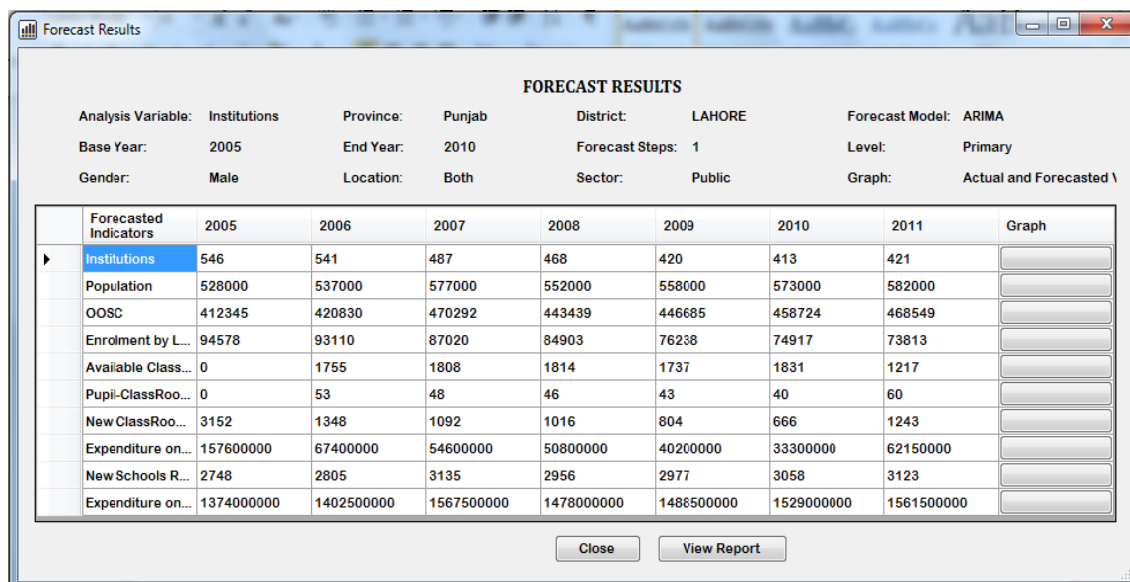 Forecast Results
FORECAST RESULTS
Analysis Variable: Institutions Province: Punjab District: LAHORE Forecast Model: ARIMA
Base Year: 2005 End Year: 2010 Forecast Steps: 1 Level: Primary
Gender: Male Location: Both Sector: Public Graph: Actual and Forecasted V
Forecasted Indicators 2005 2006 2007 2008 2009 2010 2011 Graph
Institutions 546 541 487 468 420 413 421
Population 528000 537000 577000 552000 558000 573000 582000
OOSC 412345 420830 470292 443439 446685 458724 468549
Enrolment by L... 94578 93110 87020 84903 76238 74917 73813
Available Class... 0 1755 1808 1814 1737 1831 1217
Pupil-ClassRoo... 0 53 48 46 43 40 60
New ClassRoo... 3152 1348 1092 1016 804 666 1243
Expenditure on... 157600000 67400000 54600000 50800000 40200000 33300000 62150000
New Schools R... 2748 2805 3135 2956 2977 3058 3123
Expenditure on... 1374000000 1402500000 1567500000 1478000000 1488500000 1529000000 1561500000
Close View Report